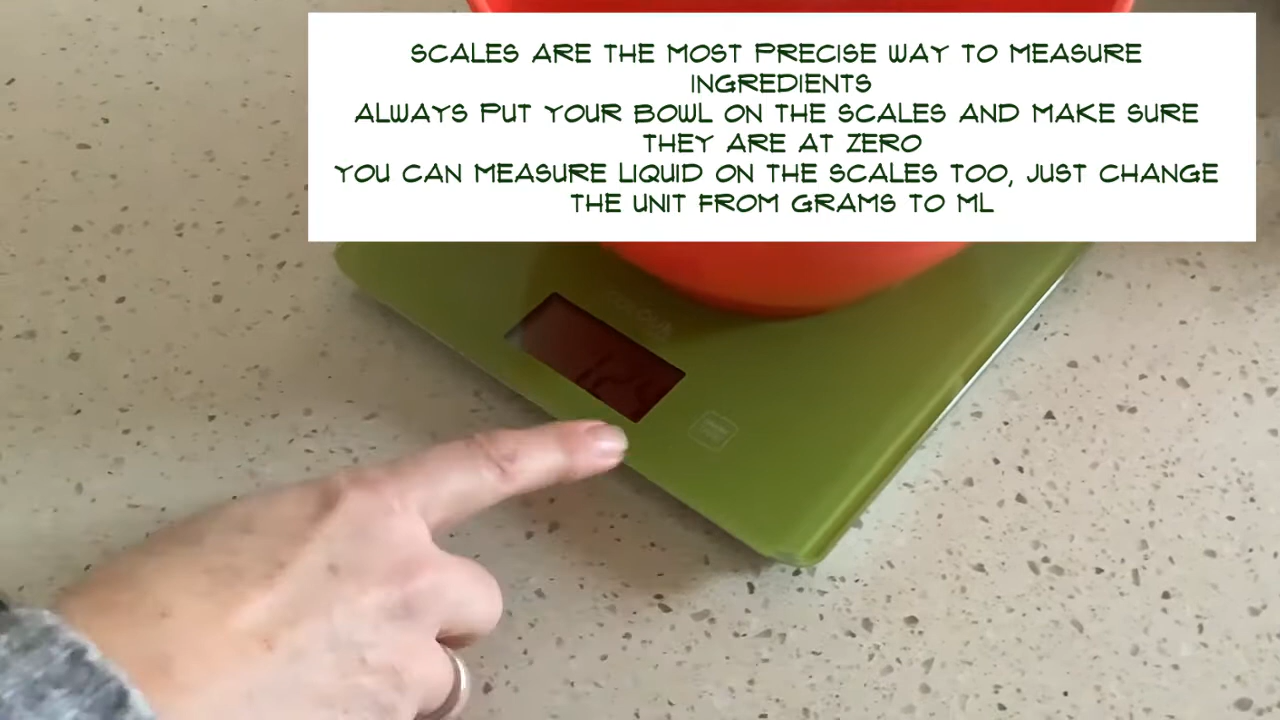 SCALES ARE THE MOST PRECISE WAY TO MEASURE
INGREDIENTS
ALWAYS PUT YOUR BOWL ON THE SCALES AND MAKE SURE
THEY ARE AT ZERO
YOU CAN MEASURE LIQUID ON THE SCALES TOO, JUST CHANGE
THE UNIT FROM GRAMS TO ML